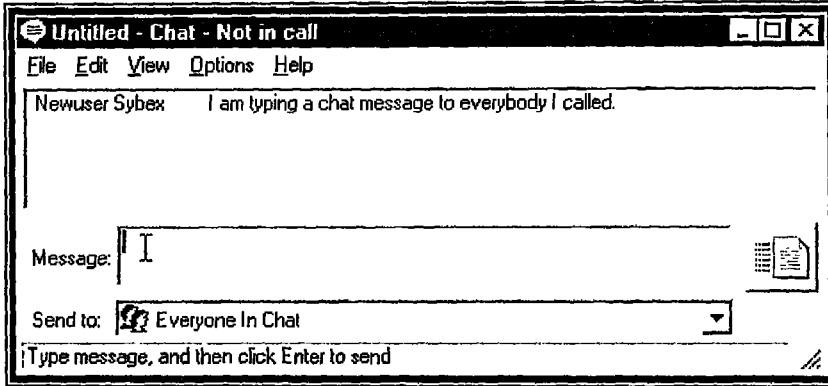 Untitled - Chat - Not in call
File Edit View Options Help
Newuser Sybex I am typing a chat message to everybody I called.
Message:
Send to: Everyone In Chat
Type message, and then click Enter to send